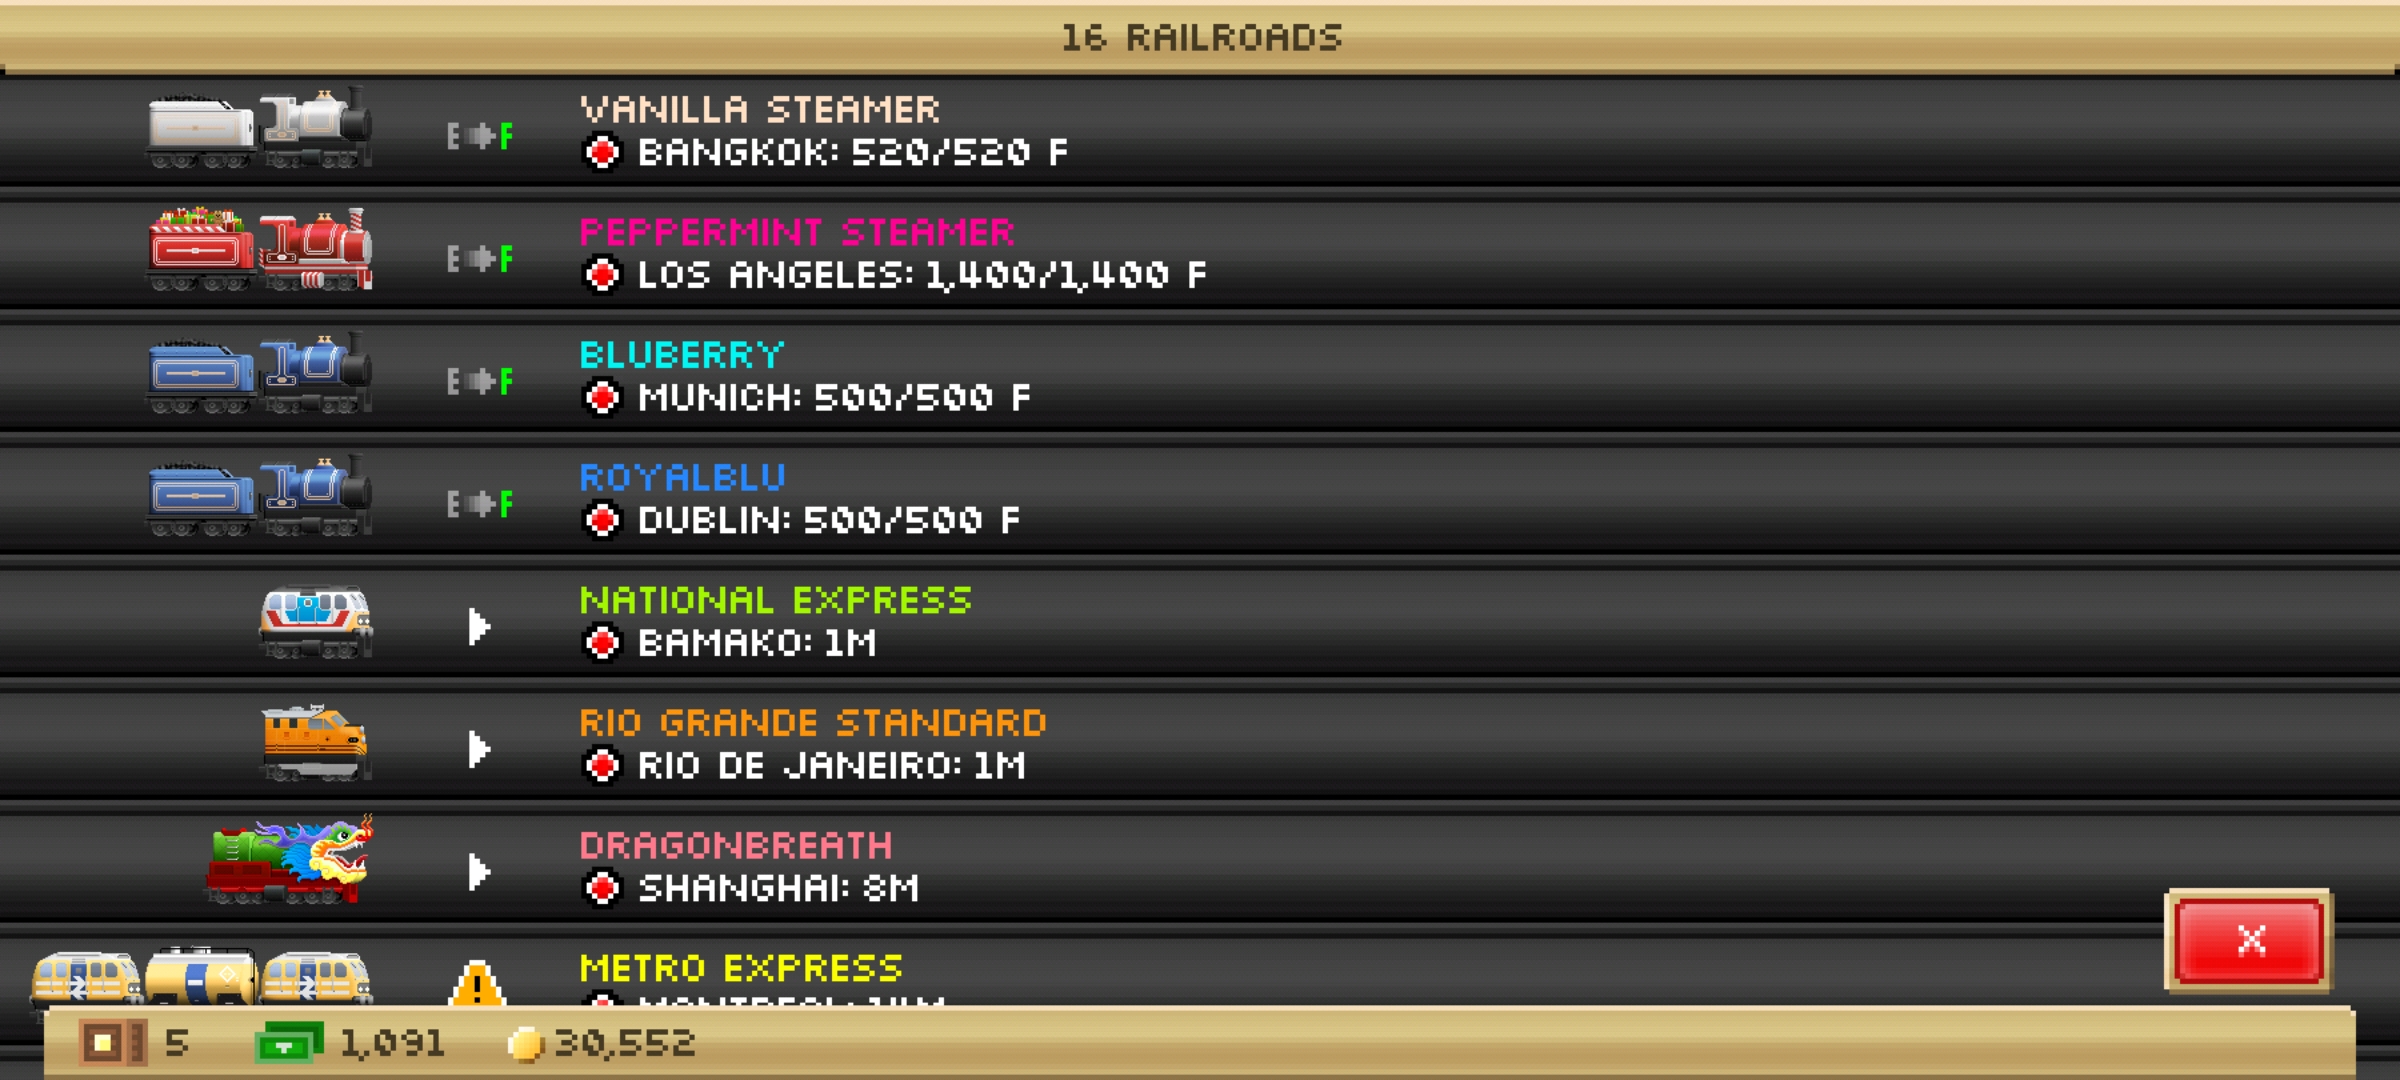 16 RAILROADS
VANILLA STEAMER
E F
BANGKOK: 520/520 F
PEPPERMINT STEAMER
E F
LOS ANGELES: 1,400/1,400 F
BLUBERRY
E F
MUNICH: 500/500 F
ROYALBLU
E F
DUBLIN: 500/500 F
NATIONAL EXPRESS
BAMAKO: 1M
RIO GRANDE STANDARD
RIO DE JANEIRO: 1M
DRAGONBREATH
SHANGHAI: 8M
X
METRO EXPRESS
5 1,091 30,552